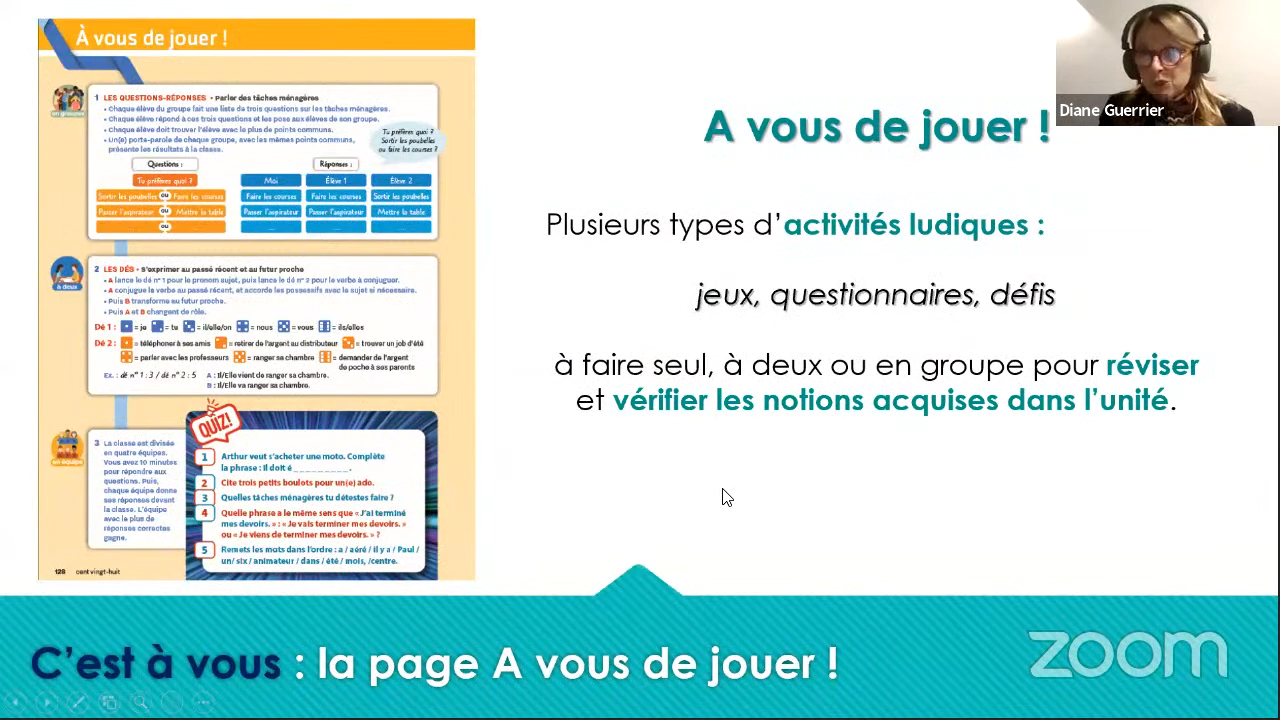 À vous de jouer !
en groupe
1 LES QUESTIONS-RÉPONSES • Parler des tâches ménagères
• Chaque élève du groupe fait une liste de trois questions sur les tâches ménagères.
• Chaque élève répond à ces trois questions et les pose aux élèves de son groupe.
• Chaque élève doit trouver l'élève avec le plus de points communs.
• Un(e) porte-parole de chaque groupe, avec les mêmes points communs,
présente les résultats à la classe.
Tu préfères quoi ?
Sortir les poubelles
ou faire les courses ?
Questions :
Réponses :
Tu préfères quoi ?
Moi
Élève 1
Élève 2
Sortir les poubelles ou Faire les courses
Faire les courses
Faire les courses
Sortir les poubelles
Passer l'aspirateur ou Mettre la table
Passer l'aspirateur
Passer l'aspirateur
Mettre la table
ou
à deux
2 LES DÉS • S'exprimer au passé récent et au futur proche
• A lance le dé n° 1 pour le pronom sujet, puis lance le dé n° 2 pour le verbe à conjuguer.
• A conjugue le verbe au passé récent, et accorde les possessifs avec le sujet si nécessaire.
• Puis B transforme au futur proche.
• Puis A et B changent de rôle.
Dé 1 : = je = tu = il/elle/on = nous = vous = ils/elles
Dé 2 : = téléphoner à ses amis = retirer de l'argent au distributeur = trouver un job d'été
= parler avec les professeurs = ranger sa chambre = demander de l'argent
de poche à ses parents
Ex. : dé n° 1 : 3 / dé n° 2 : 5 A : Il/Elle vient de ranger sa chambre.
B : Il/Elle va ranger sa chambre.
en équipe
3 La classe est divisée
en quatre équipes.
Vous avez 10 minutes
pour répondre aux
questions. Puis,
chaque équipe donne
ses réponses devant
la classe. L'équipe
avec le plus de
réponses correctes
gagne.
QUIZ!
1 Arthur veut s'acheter une moto. Complète
la phrase : Il doit é _ _ _ _ _ _ _ _ _.
2 Cite trois petits boulots pour un(e) ado.
3 Quelles tâches ménagères tu détestes faire ?
4 Quelle phrase a le même sens que « J'ai terminé
mes devoirs. » : « Je vais terminer mes devoirs. »
ou « Je viens de terminer mes devoirs. » ?
5 Remets les mots dans l'ordre : a / aéré / il y a / Paul /
un/ six / animateur / dans / été / mois, /centre.
128 cent vingt-huit
Diane Guerrier
A vous de jouer !
Plusieurs types d'activités ludiques :
jeux, questionnaires, défis
à faire seul, à deux ou en groupe pour réviser
et vérifier les notions acquises dans l'unité.
C'est à vous : la page A vous de jouer !
zoom